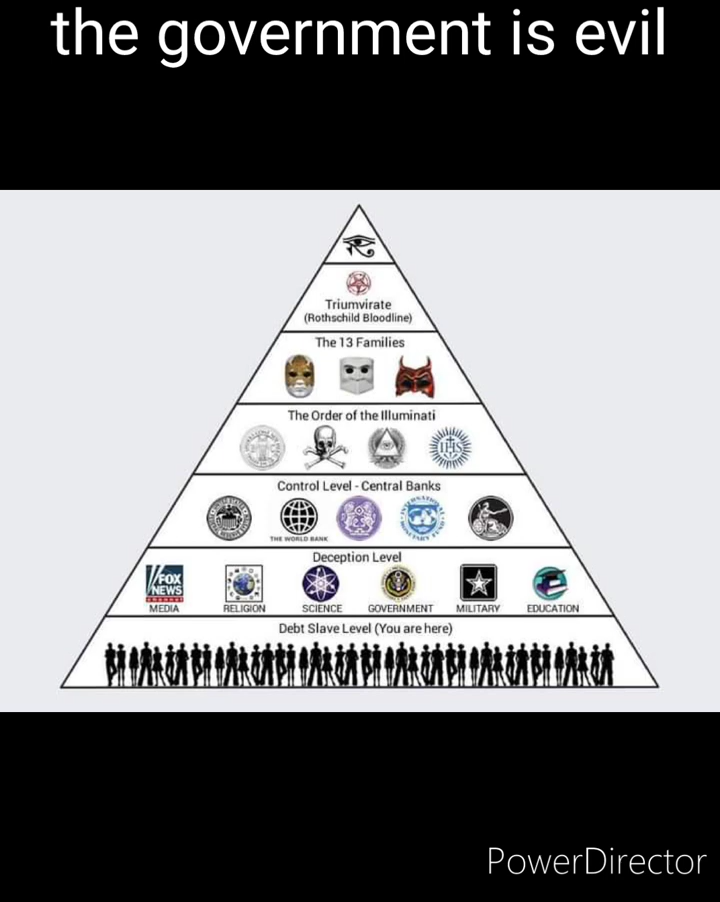 the government is evil
Triumvirate
(Rothschild Bloodline)
The 13 Families
The Order of the Illuminati
IHS
Control Level - Central Banks
THE WORLD BANK
Deception Level
FOX
NEWS
channel
MEDIA
RELIGION
SCIENCE
GOVERNMENT
MILITARY
EDUCATION
Debt Slave Level (You are here)
PowerDirector